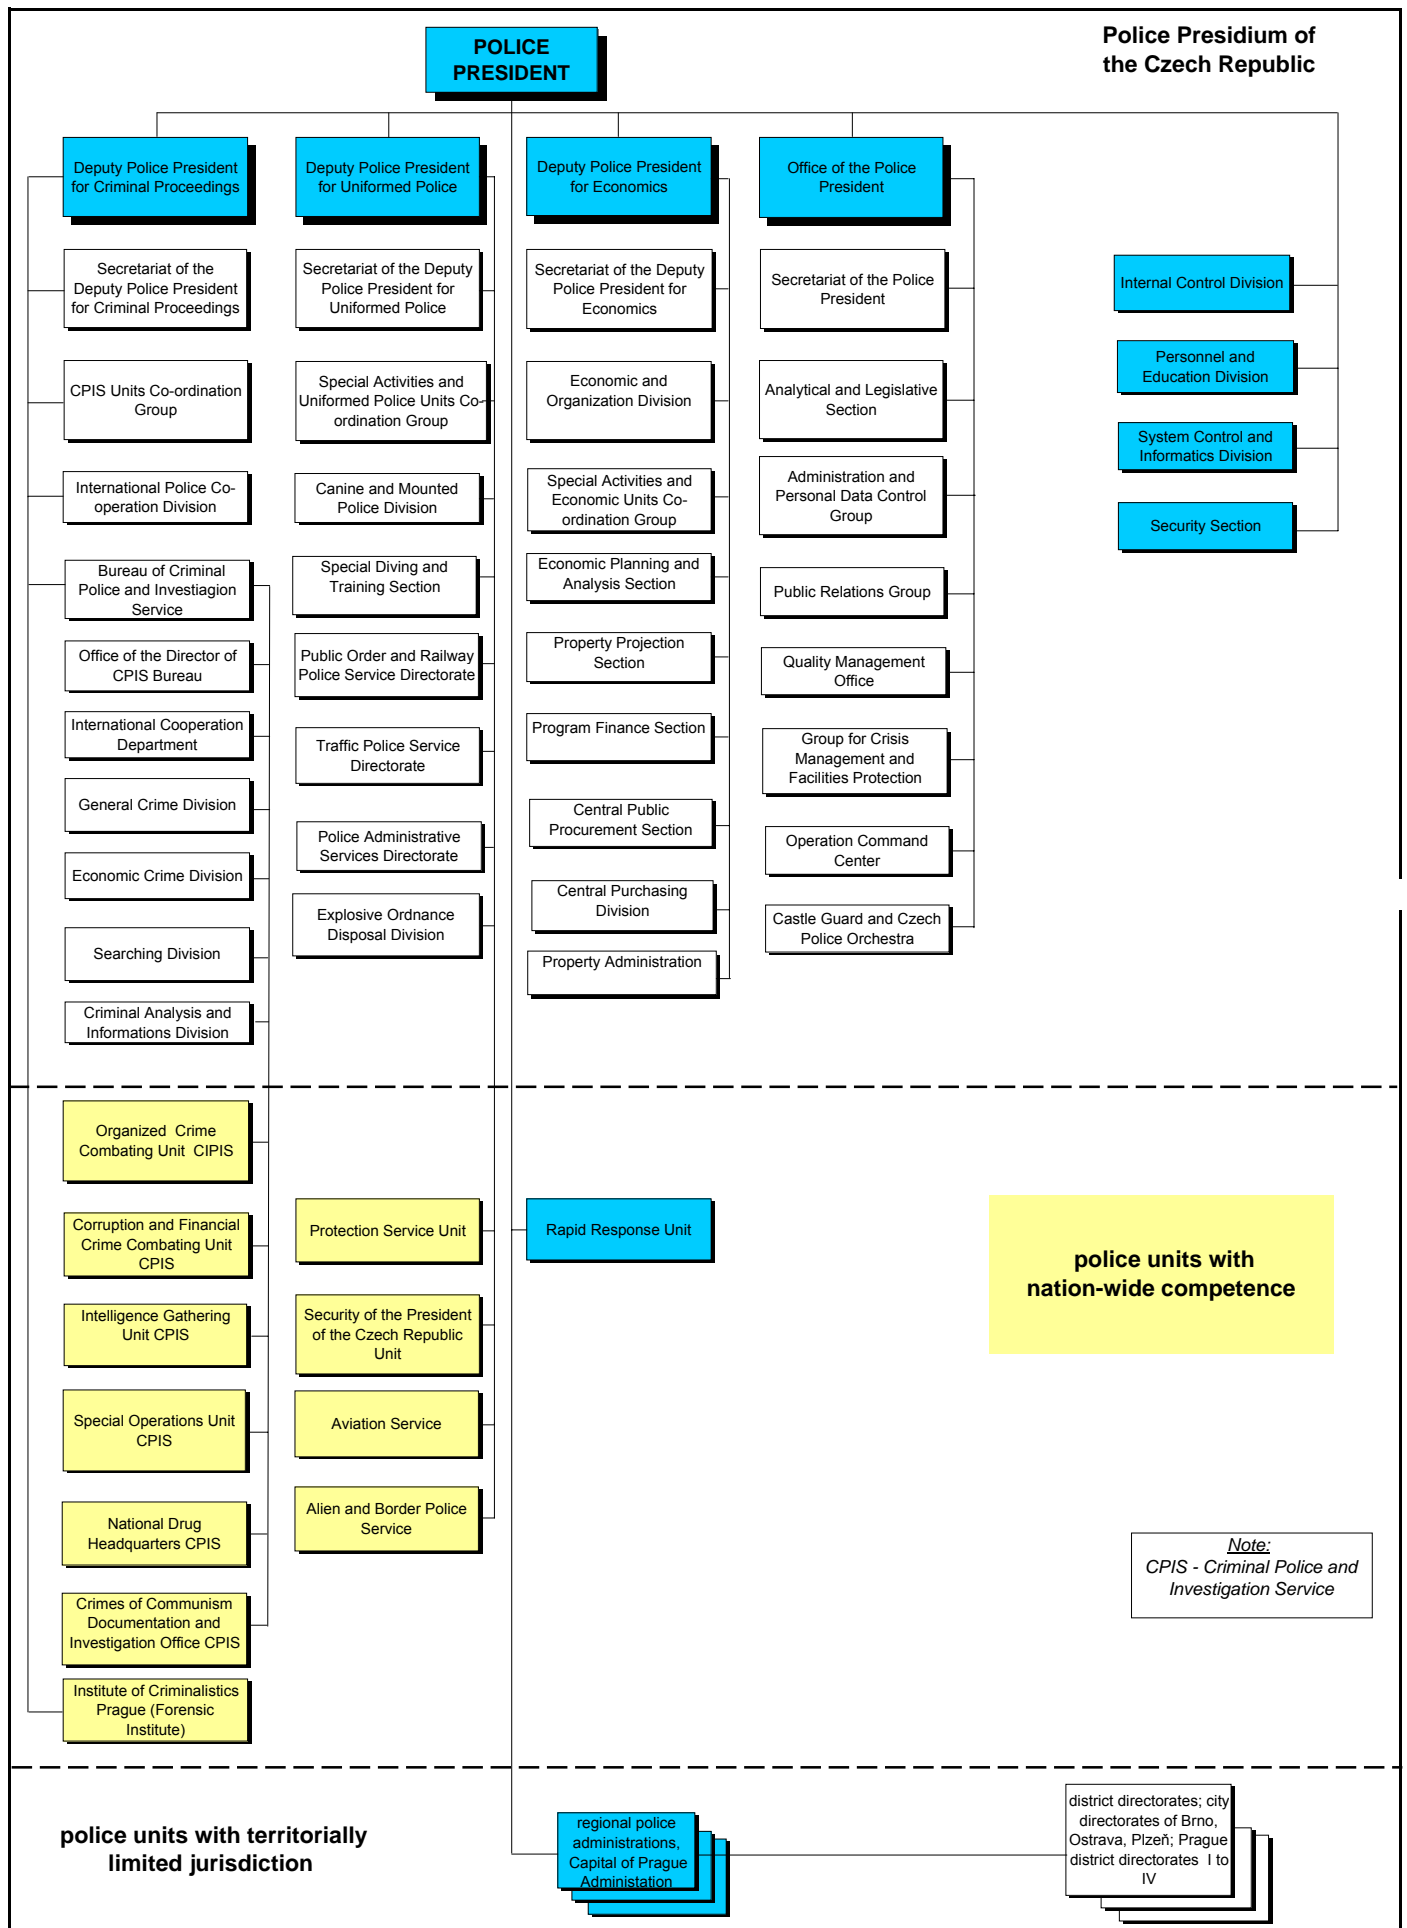 POLICE
PRESIDENT
Police Presidium of
the Czech Republic
Deputy Police President
for Criminal Proceedings
Deputy Police President
for Uniformed Police
Deputy Police President
for Economics
Office of the Police
President
Secretariat of the
Deputy Police President
for Criminal Proceedings
Secretariat of the Deputy
Police President for
Uniformed Police
Secretariat of the Deputy
Police President for
Economics
Secretariat of the Police
President
Internal Control Division
CPIS Units Co-ordination
Group
Special Activities and
Uniformed Police Units Co-
ordination Group
Economic and
Organization Division
Analytical and Legislative
Section
Personnel and
Education Division
International Police Co-
operation Division
Canine and Mounted
Police Division
Special Activities and
Economic Units Co-
ordination Group
Administration and
Personal Data Control
Group
System Control and
Informatics Division
Security Section
Bureau of Criminal
Police and Investiagion
Service
Special Diving and
Training Section
Economic Planning and
Analysis Section
Public Relations Group
Office of the Director of
CPIS Bureau
Public Order and Railway
Police Service Directorate
Property Projection
Section
Quality Management
Office
International Cooperation
Department
Traffic Police Service
Directorate
Program Finance Section
Group for Crisis
Management and
Facilities Protection
General Crime Division
Police Administrative
Services Directorate
Central Public
Procurement Section
Operation Command
Center
Economic Crime Division
Explosive Ordnance
Disposal Division
Central Purchasing
Division
Castle Guard and Czech
Police Orchestra
Searching Division
Property Administration
Criminal Analysis and
Informations Division
Organized  Crime
Combating Unit  CIPIS
Corruption and Financial
Crime Combating Unit
CPIS
Protection Service Unit
Rapid Response Unit
police units with
nation-wide competence
Intelligence Gathering
Unit CPIS
Security of the President
of the Czech Republic
Unit
Special Operations Unit
CPIS
Aviation Service
National Drug
Headquarters CPIS
Alien and Border Police
Service
Note:
CPIS - Criminal Police and
Investigation Service
Crimes of Communism
Documentation and
Investigation Office CPIS
Institute of Criminalistics
Prague (Forensic
Institute)
police units with territorially
limited jurisdiction
regional police
administrations,
Capital of Prague
Administation
district directorates; city
directorates of Brno,
Ostrava, Plzeň; Prague
district directorates  I to
IV